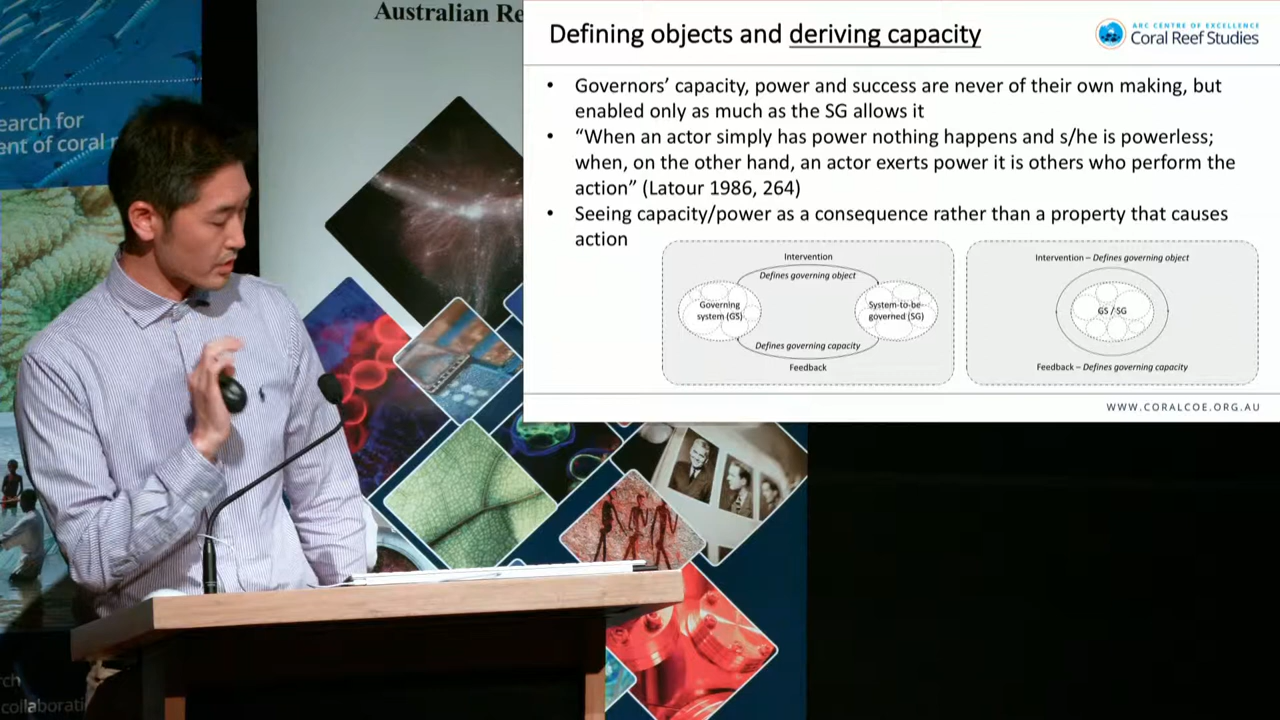 Australian Re
earch for
ent of coral r
rch
collaborati
Defining objects and deriving capacity
ARC CENTRE OF EXCELLENCE
Coral Reef Studies
• Governors’ capacity, power and success are never of their own making, but
enabled only as much as the SG allows it
• “When an actor simply has power nothing happens and s/he is powerless;
when, on the other hand, an actor exerts power it is others who perform the
action” (Latour 1986, 264)
• Seeing capacity/power as a consequence rather than a property that causes
action
Intervention
Defines governing object
Governing
system (GS)
System-to-be-
governed (SG)
Defines governing capacity
Feedback
Intervention – Defines governing object
GS / SG
Feedback – Defines governing capacity
WWW.CORALCOE.ORG.AU